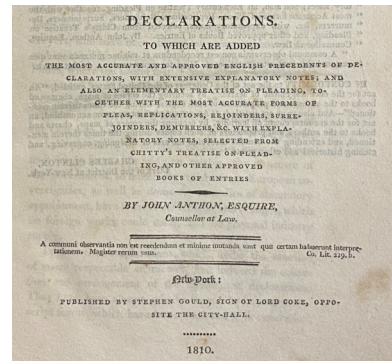 DECLARATIONS.
TO WHICH ARE ADDED
THE MOST ACCURATE AND APPROVED ENGLISH PRECEDENTS OF DE-
CLARATIONS, WITH EXTENSIVE EXPLANATORY NOTES; AND
ALSO AN ELEMENTARY TREATISE ON PLEADING, TO-
GETHER WITH THE MOST ACCURATE FORMS OF
PLEAS, REPLICATIONS, REJOINDERS, SURRE-
JOINDERS, DEMURRERS, &C. WITH EXPLA-
NATORY NOTES, SELECTED FROM
CHITTY'S TREATISE ON PLEAD-
ING, AND OTHER APPROVED
BOOKS OF ENTRIES
BY JOHN ANTHON, ESQUIRE,
Counsellor at Law.
A communi observantia non est recedendum et minime mutanda sunt quæ certam habuerunt interpre-
tationem. Magister rerum usus. Co. Lit. 229, b.
New-York:
PUBLISHED BY STEPHEN GOULD, SIGN OF LORD COKE, OPPO-
SITE THE CITY-HALL.
1810.